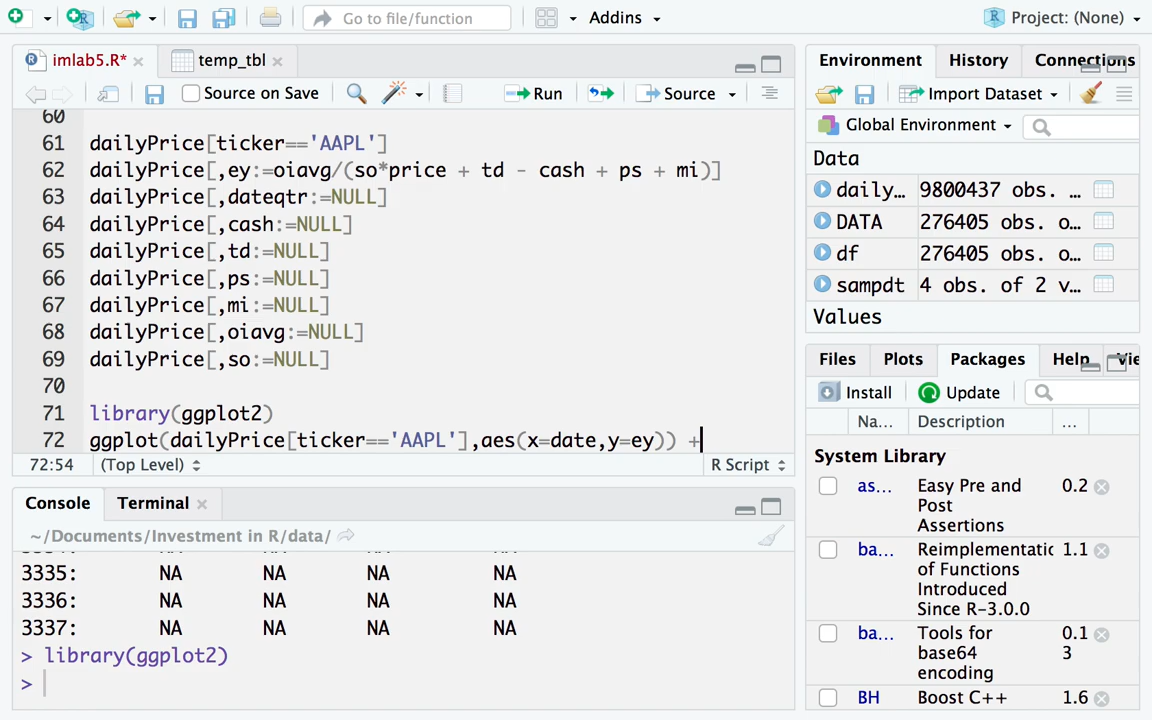 Go to file/function
Addins
Project: (None)
imlab5.R*
temp_tbl
Source on Save
Run
Source
60
61 dailyPrice[ticker=='AAPL']
62 dailyPrice[,ey:=oiavg/(so*price + td - cash + ps + mi)]
63 dailyPrice[,dateqtr:=NULL]
64 dailyPrice[,cash:=NULL]
65 dailyPrice[,td:=NULL]
66 dailyPrice[,ps:=NULL]
67 dailyPrice[,mi:=NULL]
68 dailyPrice[,oiavg:=NULL]
69 dailyPrice[,so:=NULL]
70
71 library(ggplot2)
72 ggplot(dailyPrice[ticker=='AAPL'],aes(x=date,y=ey)) +
72:54 (Top Level) R Script
Console Terminal
~/Documents/Investment in R/data/
3335: NA NA NA NA
3336: NA NA NA NA
3337: NA NA NA NA
> library(ggplot2)
>
Environment History Connections
Import Dataset
Global Environment
Data
daily… 9800437 obs. …
DATA 276405 obs. o…
df 276405 obs. o…
sampdt 4 obs. of 2 v…
Values
Files Plots Packages Help Vie
Install Update
Na... Description ...
System Library
as... Easy Pre and Post Assertions 0.2
ba... Reimplementatic of Functions Introduced Since R-3.0.0 1.1
ba... Tools for base64 encoding 0.13
BH Boost C++ 1.6